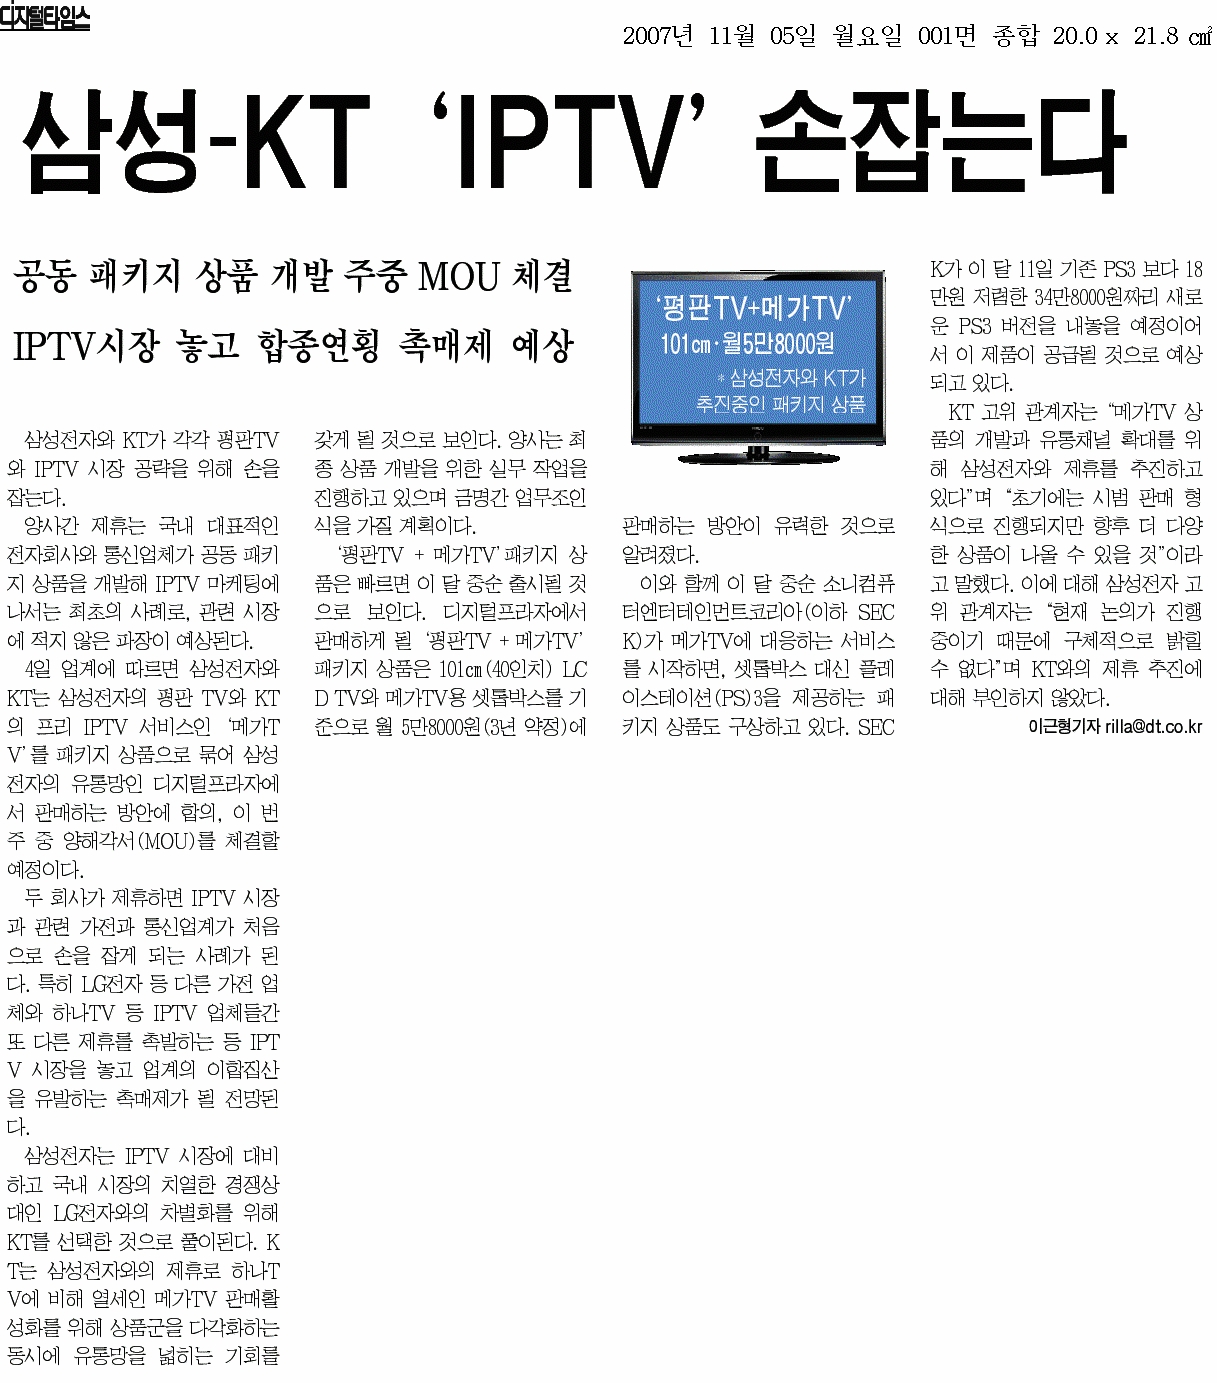 디지털타임스
2007년 11월 05일 월요일 001면 종합 20.0 x 21.8 ㎠
삼성-KT ‘IPTV’ 손잡는다
공동 패키지 상품 개발 주중 MOU 체결
IPTV시장 놓고 합종연횡 촉매제 예상
삼성전자와 KT가 각각 평판TV
와 IPTV 시장 공략을 위해 손을
잡는다.
양사간 제휴는 국내 대표적인
전자회사와 통신업체가 공동 패키
지 상품을 개발해 IPTV 마케팅에
나서는 최초의 사례로, 관련 시장
에 적지 않은 파장이 예상된다.
4일 업계에 따르면 삼성전자와
KT는 삼성전자의 평판 TV와 KT
의 프리 IPTV 서비스인 ‘메가T
V’를 패키지 상품으로 묶어 삼성
전자의 유통망인 디지털프라자에
서 판매하는 방안에 합의, 이 번
주 중 양해각서(MOU)를 체결할
예정이다.
두 회사가 제휴하면 IPTV 시장
과 관련 가전과 통신업계가 처음
으로 손을 잡게 되는 사례가 된
다. 특히 LG전자 등 다른 가전 업
체와 하나TV 등 IPTV 업체들간
또 다른 제휴를 촉발하는 등 IPT
V 시장을 놓고 업계의 이합집산
을 유발하는 촉매제가 될 전망된
다.
삼성전자는 IPTV 시장에 대비
하고 국내 시장의 치열한 경쟁상
대인 LG전자와의 차별화를 위해
KT를 선택한 것으로 풀이된다. K
T는 삼성전자와의 제휴로 하나T
V에 비해 열세인 메가TV 판매활
성화를 위해 상품군을 다각화하는
동시에 유통망을 넓히는 기회를
갖게 될 것으로 보인다. 양사는 최
종 상품 개발을 위한 실무 작업을
진행하고 있으며 금명간 업무조인
식을 가질 계획이다.
‘평판TV + 메가TV’패키지 상
품은 빠르면 이 달 중순 출시될 것
으로 보인다. 디지털프라자에서
판매하게 될 ‘평판TV + 메가TV’
패키지 상품은 101㎝(40인치) LC
D TV와 메가TV용 셋톱박스를 기
준으로 월 5만8000원(3년 약정)에
‘평판TV+메가TV’
101㎝·월5만8000원
* 삼성전자와 KT가
추진중인 패키지 상품
판매하는 방안이 유력한 것으로
알려졌다.
이와 함께 이 달 중순 소니컴퓨
터엔터테인먼트코리아(이하 SEC
K)가 메가TV에 대응하는 서비스
를 시작하면, 셋톱박스 대신 플레
이스테이션(PS)3을 제공하는 패
키지 상품도 구상하고 있다. SEC
K가 이 달 11일 기존 PS3 보다 18
만원 저렴한 34만8000원짜리 새로
운 PS3 버전을 내놓을 예정이어
서 이 제품이 공급될 것으로 예상
되고 있다.
KT 고위 관계자는 “메가TV 상
품의 개발과 유통채널 확대를 위
해 삼성전자와 제휴를 추진하고
있다”며 “초기에는 시범 판매 형
식으로 진행되지만 향후 더 다양
한 상품이 나올 수 있을 것”이라
고 말했다. 이에 대해 삼성전자 고
위 관계자는 “현재 논의가 진행
중이기 때문에 구체적으로 밝힐
수 없다”며 KT와의 제휴 추진에
대해 부인하지 않았다.
이근형기자 rilla@dt.co.kr